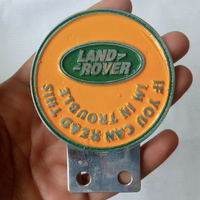 LAND-
ROVER
IF YOU CAN READ THIS
I'M IN TROUBLE